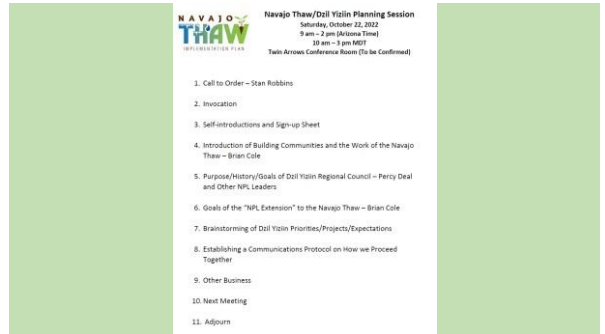 NAVAJO
THAW
IMPLEMENTATION PLAN
Navajo Thaw/Dzil Yiziin Planning Session
Saturday, October 22, 2022
9 am – 2 pm (Arizona Time)
10 am – 3 pm MDT
Twin Arrows Conference Room (To be Confirmed)
1. Call to Order – Stan Robbins
2. Invocation
3. Self-introductions and Sign-up Sheet
4. Introduction of Building Communities and the Work of the Navajo
Thaw – Brian Cole
5. Purpose/History/Goals of Dzil Yiziin Regional Council – Percy Deal
and Other NPL Leaders
6. Goals of the "NPL Extension" to the Navajo Thaw – Brian Cole
7. Brainstorming of Dzil Yiziin Priorities/Projects/Expectations
8. Establishing a Communications Protocol on How we Proceed
Together
9. Other Business
10. Next Meeting
11. Adjourn